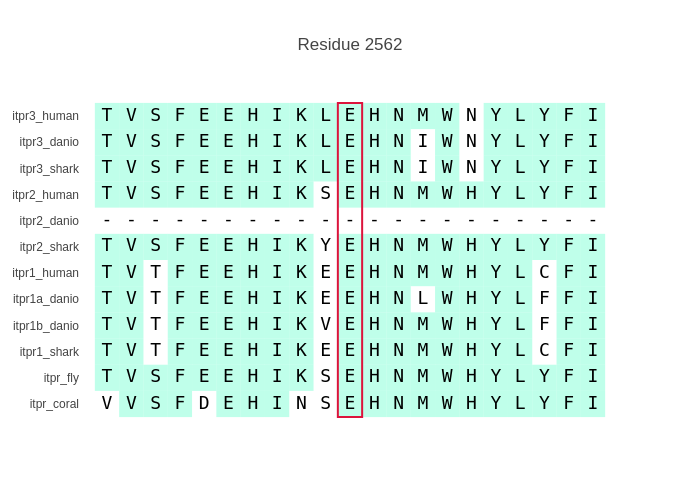 Residue 2562
itpr3_human T V S F E E H I K L E H N M W N Y L Y F I
itpr3_danio T V S F E E H I K L E H N I W N Y L Y F I
itpr3_shark T V S F E E H I K L E H N I W N Y L Y F I
itpr2_human T V S F E E H I K S E H N M W H Y L Y F I
itpr2_danio - - - - - - - - - - - - - - - - - - - - -
itpr2_shark T V S F E E H I K Y E H N M W H Y L Y F I
itpr1_human T V T F E E H I K E E H N M W H Y L C F I
itpr1a_danio T V T F E E H I K E E H N L W H Y L F F I
itpr1b_danio T V T F E E H I K V E H N M W H Y L F F I
itpr1_shark T V T F E E H I K E E H N M W H Y L C F I
itpr_fly T V S F E E H I K S E H N M W H Y L Y F I
itpr_coral V V S F D E H I N S E H N M W H Y L Y F I